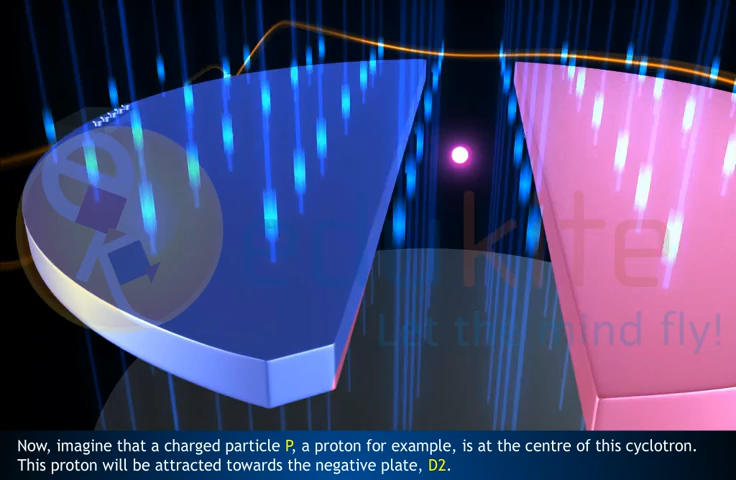 edukite
Let the mind fly!
Now, imagine that a charged particle P, a proton for example, is at the centre of this cyclotron.
This proton will be attracted towards the negative plate, D2.